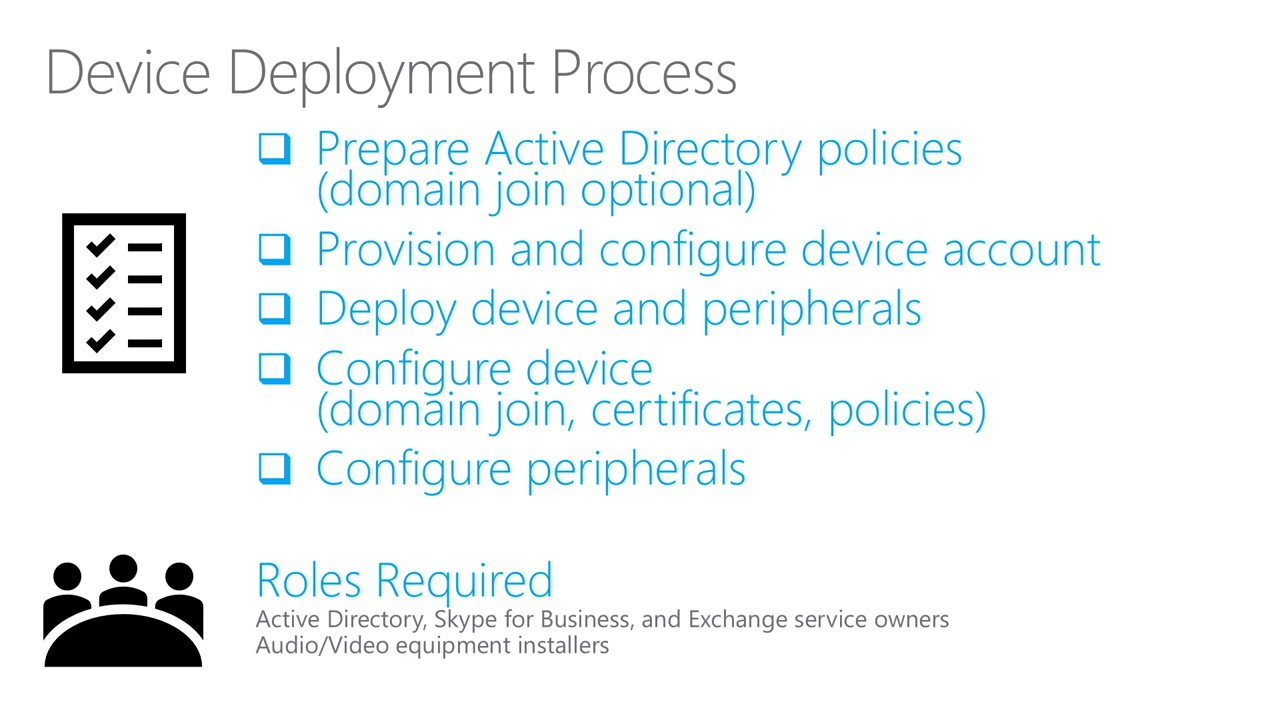 Device Deployment Process
Prepare Active Directory policies
(domain join optional)
Provision and configure device account
Deploy device and peripherals
Configure device
(domain join, certificates, policies)
Configure peripherals
Roles Required
Active Directory, Skype for Business, and Exchange service owners
Audio/Video equipment installers